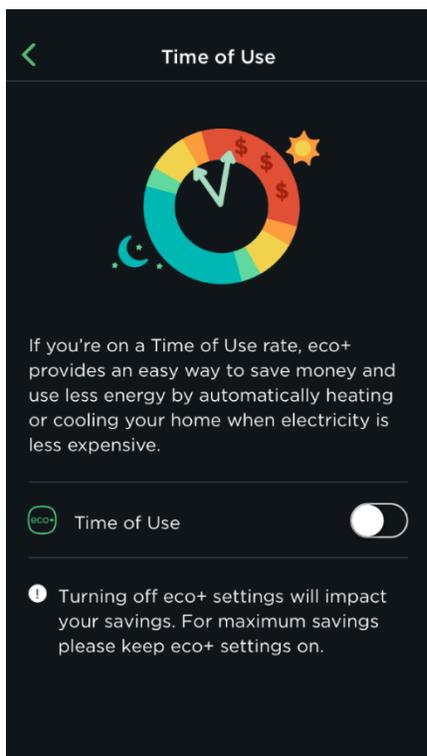 Time of Use
$
$
$
If you're on a Time of Use rate, eco+
provides an easy way to save money and
use less energy by automatically heating
or cooling your home when electricity is
less expensive.
eco+ Time of Use
! Turning off eco+ settings will impact
your savings. For maximum savings
please keep eco+ settings on.